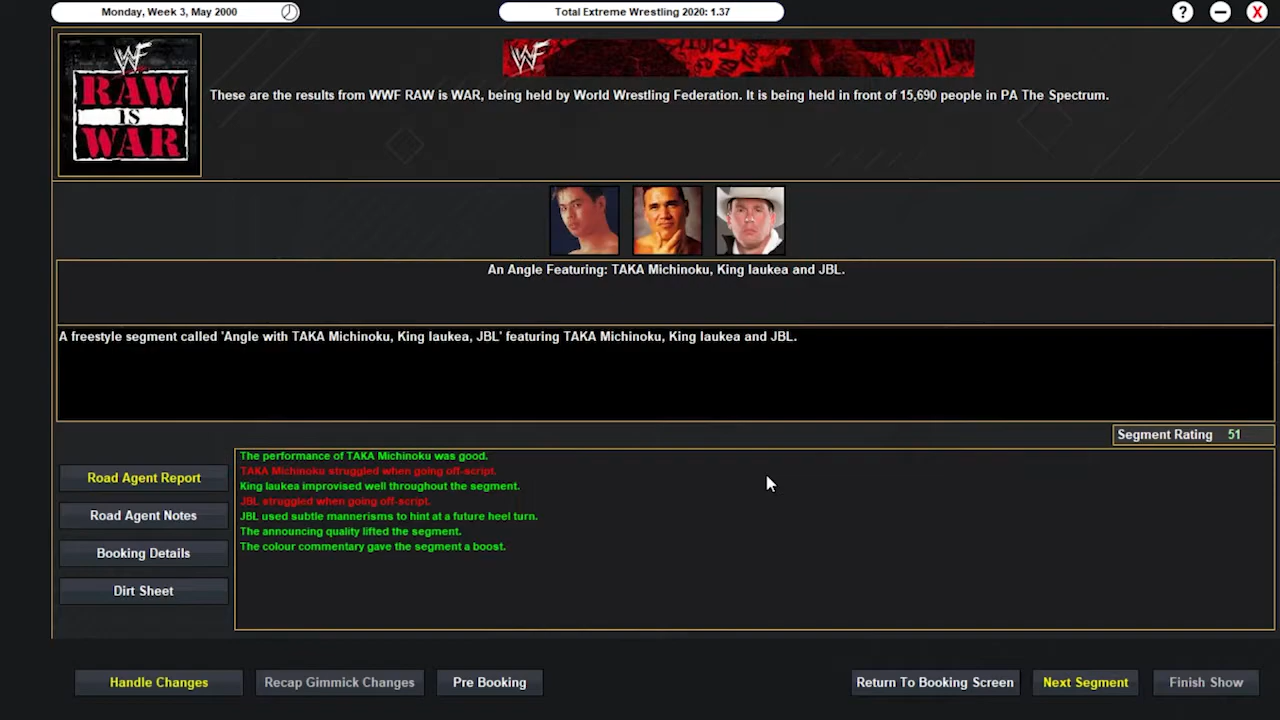 Monday, Week 3, May 2000
Total Extreme Wrestling 2020: 1.37
?
X
WF
RAW
IS
WAR
WF
These are the results from WWF RAW is WAR, being held by World Wrestling Federation. It is being held in front of 15,690 people in PA The Spectrum.
An Angle Featuring: TAKA Michinoku, King Iaukea and JBL.
A freestyle segment called 'Angle with TAKA Michinoku, King Iaukea, JBL' featuring TAKA Michinoku, King Iaukea and JBL.
Segment Rating 51
Road Agent Report
Road Agent Notes
Booking Details
Dirt Sheet
The performance of TAKA Michinoku was good.
TAKA Michinoku struggled when going off-script.
King Iaukea improvised well throughout the segment.
JBL struggled when going off-script.
JBL used subtle mannerisms to hint at a future heel turn.
The announcing quality lifted the segment.
The colour commentary gave the segment a boost.
Handle Changes
Recap Gimmick Changes
Pre Booking
Return To Booking Screen
Next Segment
Finish Show